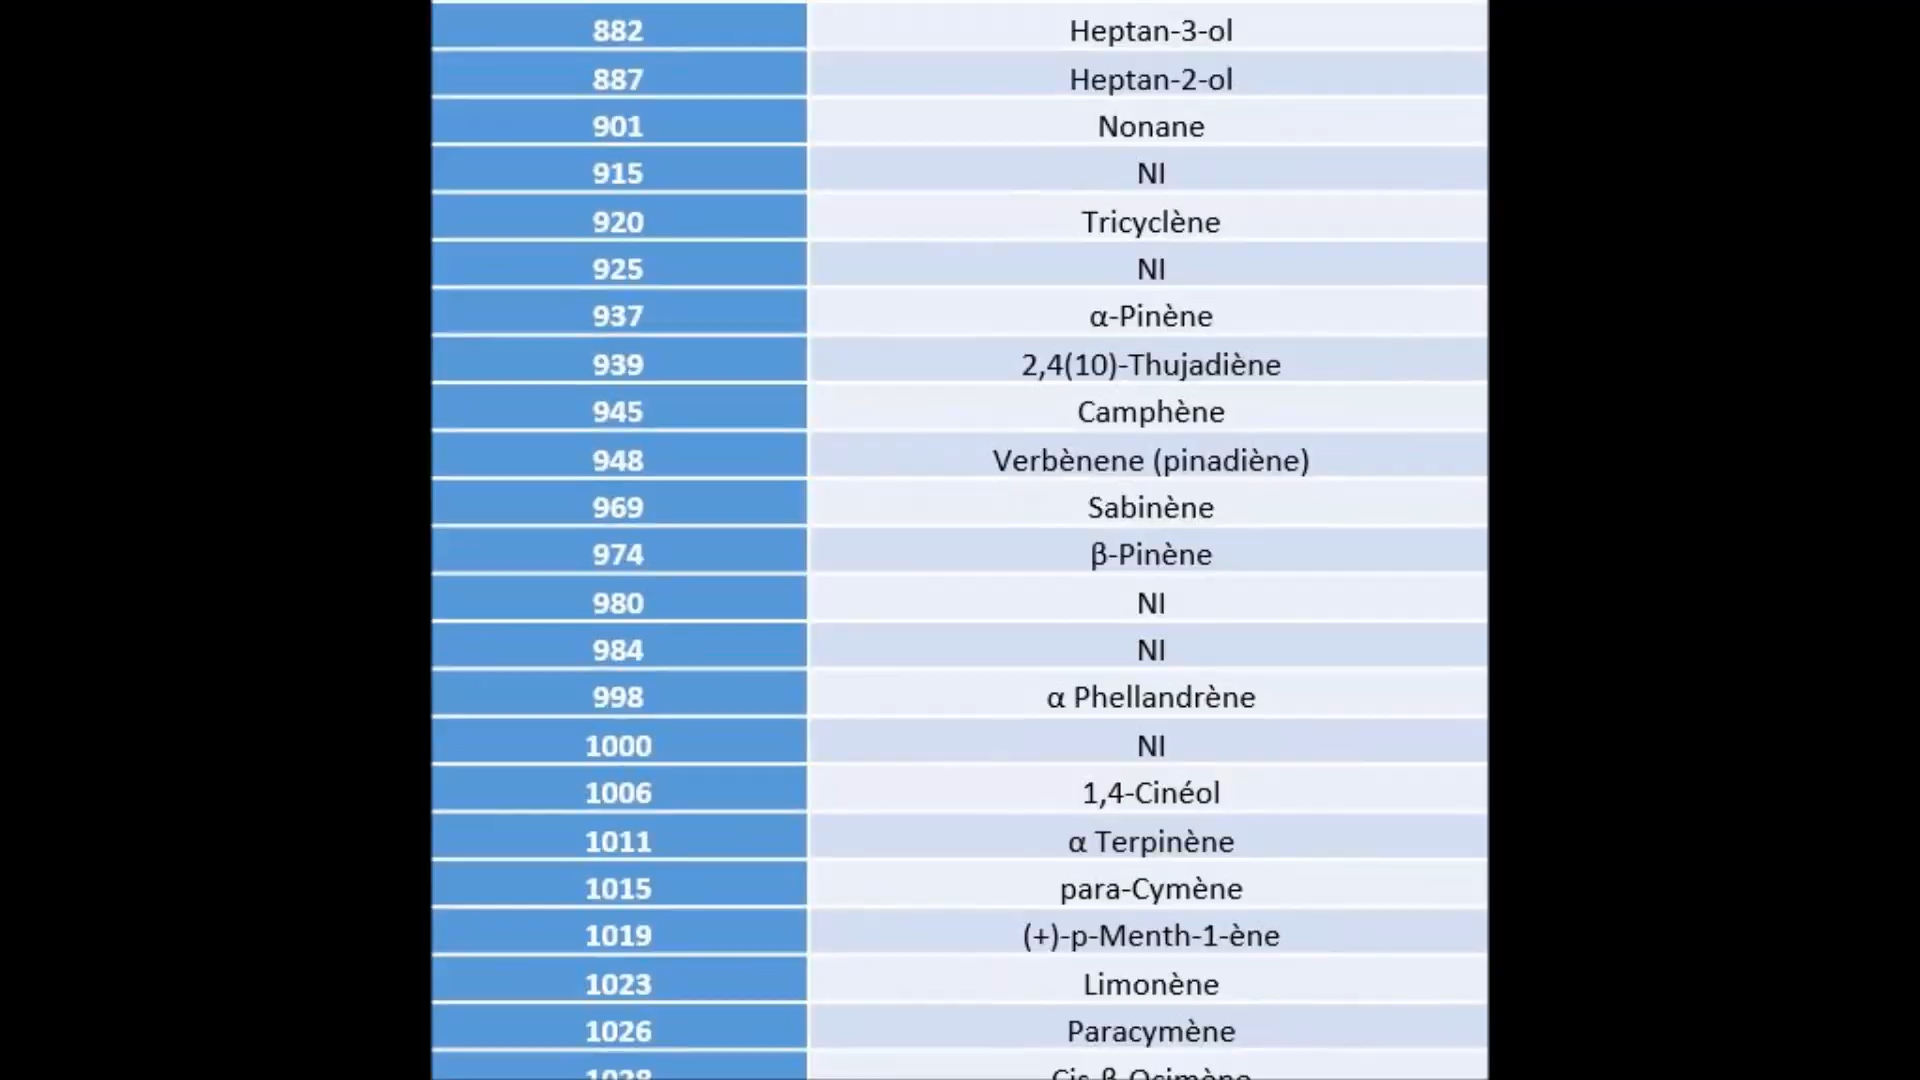 882 Heptan-3-ol
887 Heptan-2-ol
901 Nonane
915 NI
920 Tricyclène
925 NI
937 α-Pinène
939 2,4(10)-Thujadiène
945 Camphène
948 Verbènene (pinadiène)
969 Sabinène
974 β-Pinène
980 NI
984 NI
998 α Phellandrène
1000 NI
1006 1,4-Cinéol
1011 α Terpinène
1015 para-Cymène
1019 (+)-p-Menth-1-ène
1023 Limonène
1026 Paracymène
1028 Cis-β-Ocimène